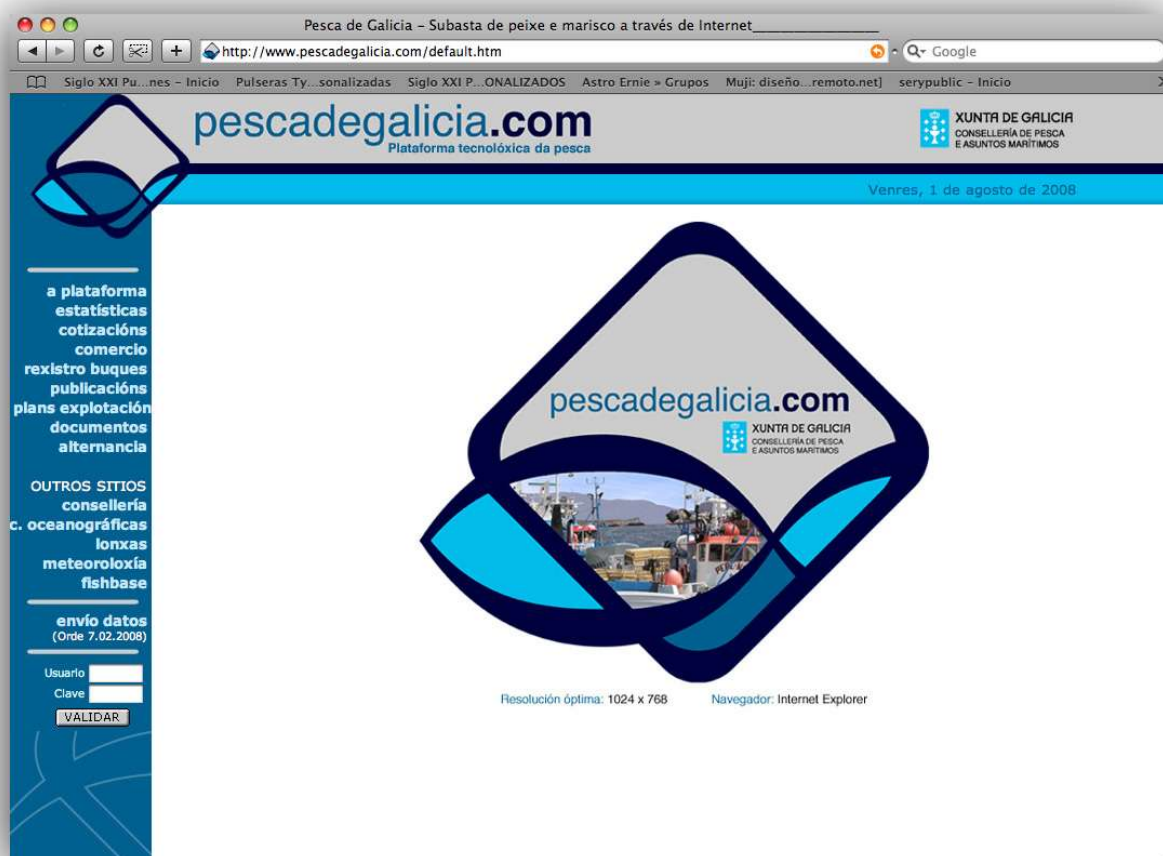 Pesca de Galicia – Subasta de peixe e marisco a través de Internet_______________
http://www.pescadegalicia.com/default.htm
Google
Siglo XXI Pu...nes – Inicio Pulseras Ty...sonalizadas Siglo XXI P...ONALIZADOS Astro Ernie » Grupos Muji: diseño...remoto.net] serypublic – Inicio
pescadegalicia.com
Plataforma tecnolóxica da pesca
XUNTA DE GALICIA
CONSELLERÍA DE PESCA
E ASUNTOS MARÍTIMOS
Venres, 1 de agosto de 2008
a plataforma
estatísticas
cotizacións
comercio
rexistro buques
publicacións
plans explotación
documentos
alternancia
OUTROS SITIOS
consellería
c. oceanográficas
lonxas
meteoroloxía
fishbase
envío datos
(Orde 7.02.2008)
Usuario
Clave
VALIDAR
pescadegalicia.com
XUNTA DE GALICIA
CONSELLERÍA DE PESCA
E ASUNTOS MARÍTIMOS
Resolución óptima: 1024 x 768 Navegador: Internet Explorer